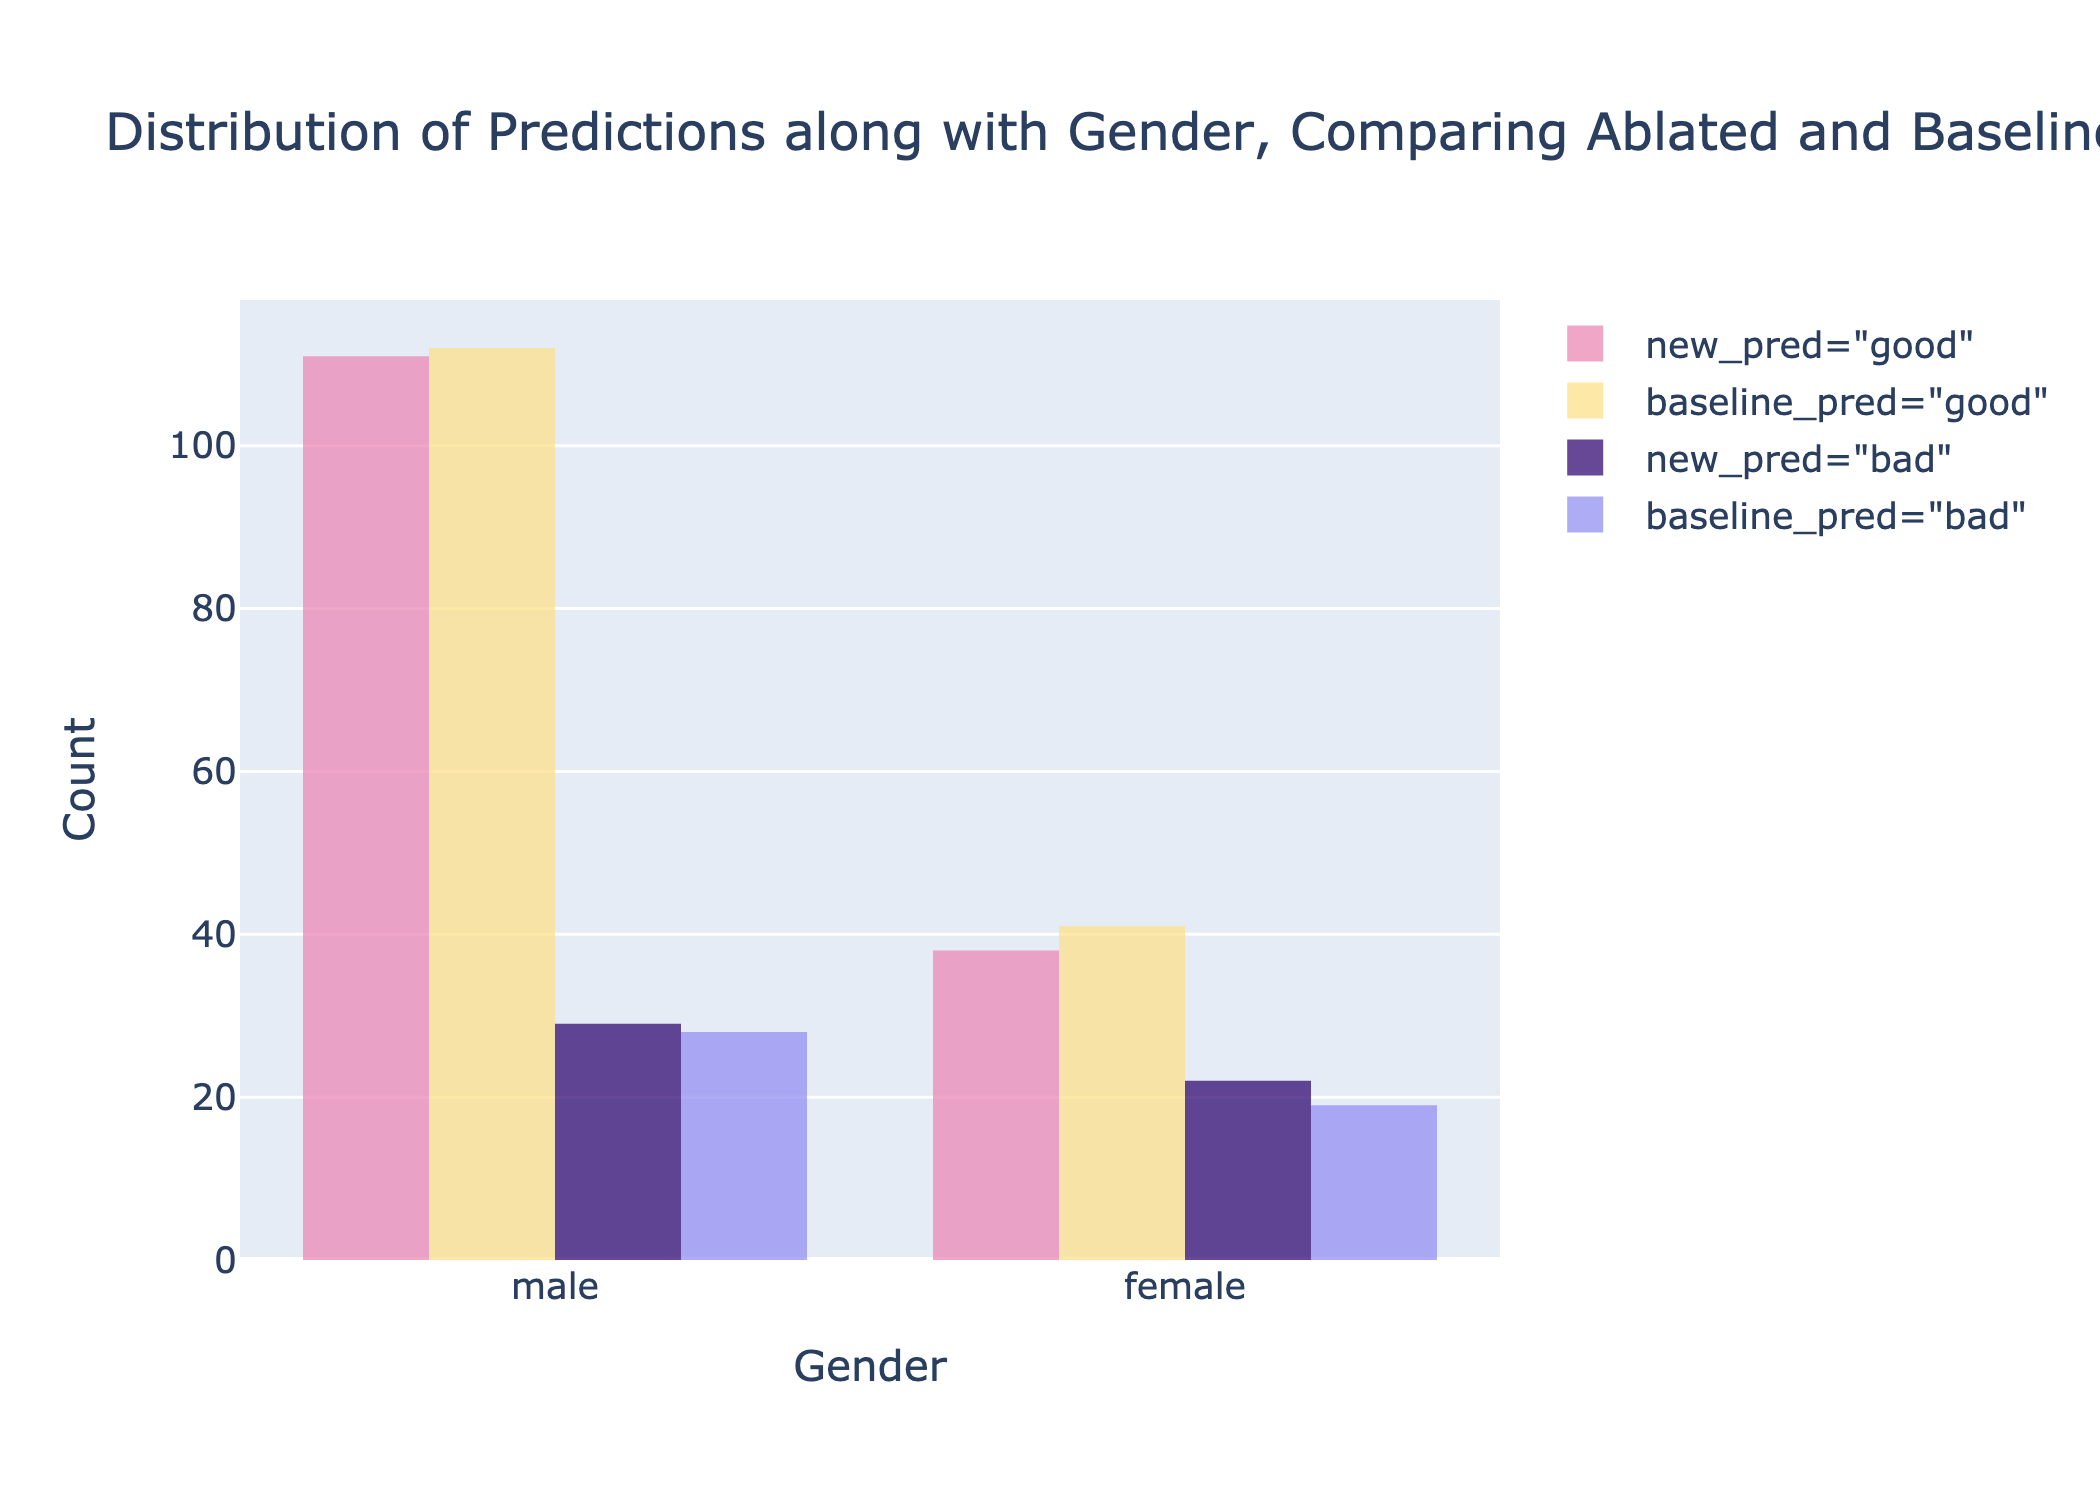 Distribution of Predictions along with Gender, Comparing Ablated and Baseline
new_pred="good"
baseline_pred="good"
new_pred="bad"
baseline_pred="bad"
Count
100
80
60
40
20
0
male female
Gender